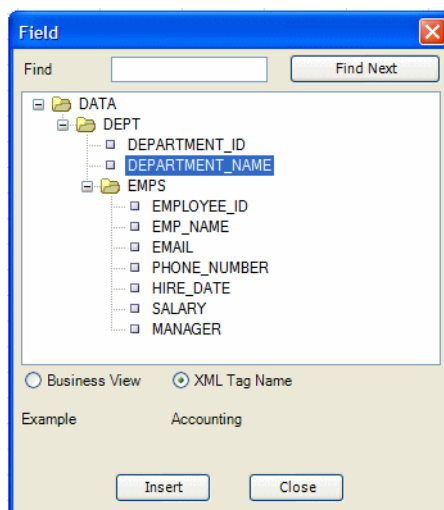 Field
Find
Find Next
DATA
DEPT
DEPARTMENT_ID
DEPARTMENT_NAME
EMPS
EMPLOYEE_ID
EMP_NAME
EMAIL
PHONE_NUMBER
HIRE_DATE
SALARY
MANAGER
Business View XML Tag Name
Example Accounting
Insert Close